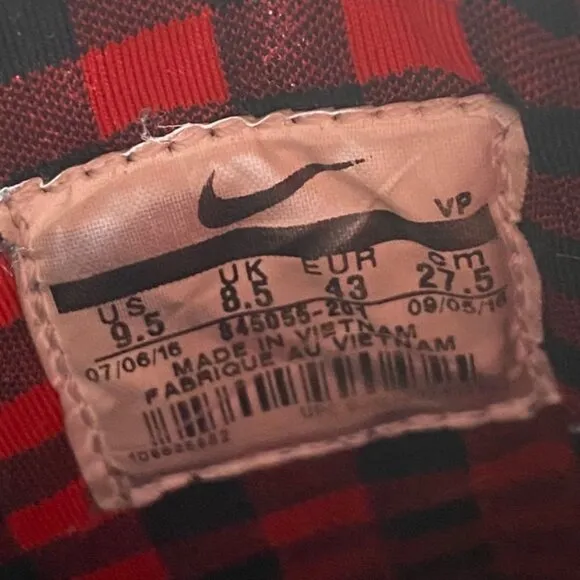 VP
US UK EUR cm
9.5 8.5 43 27.5
07/06/16 845055-201 09/05/16
MADE IN VIETNAM
FABRIQUE AU VIETNAM